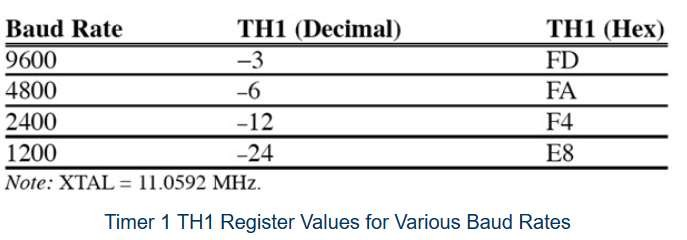 Baud Rate TH1 (Decimal) TH1 (Hex)
9600 –3 FD
4800 –6 FA
2400 –12 F4
1200 –24 E8
Note: XTAL = 11.0592 MHz.
Timer 1 TH1 Register Values for Various Baud Rates